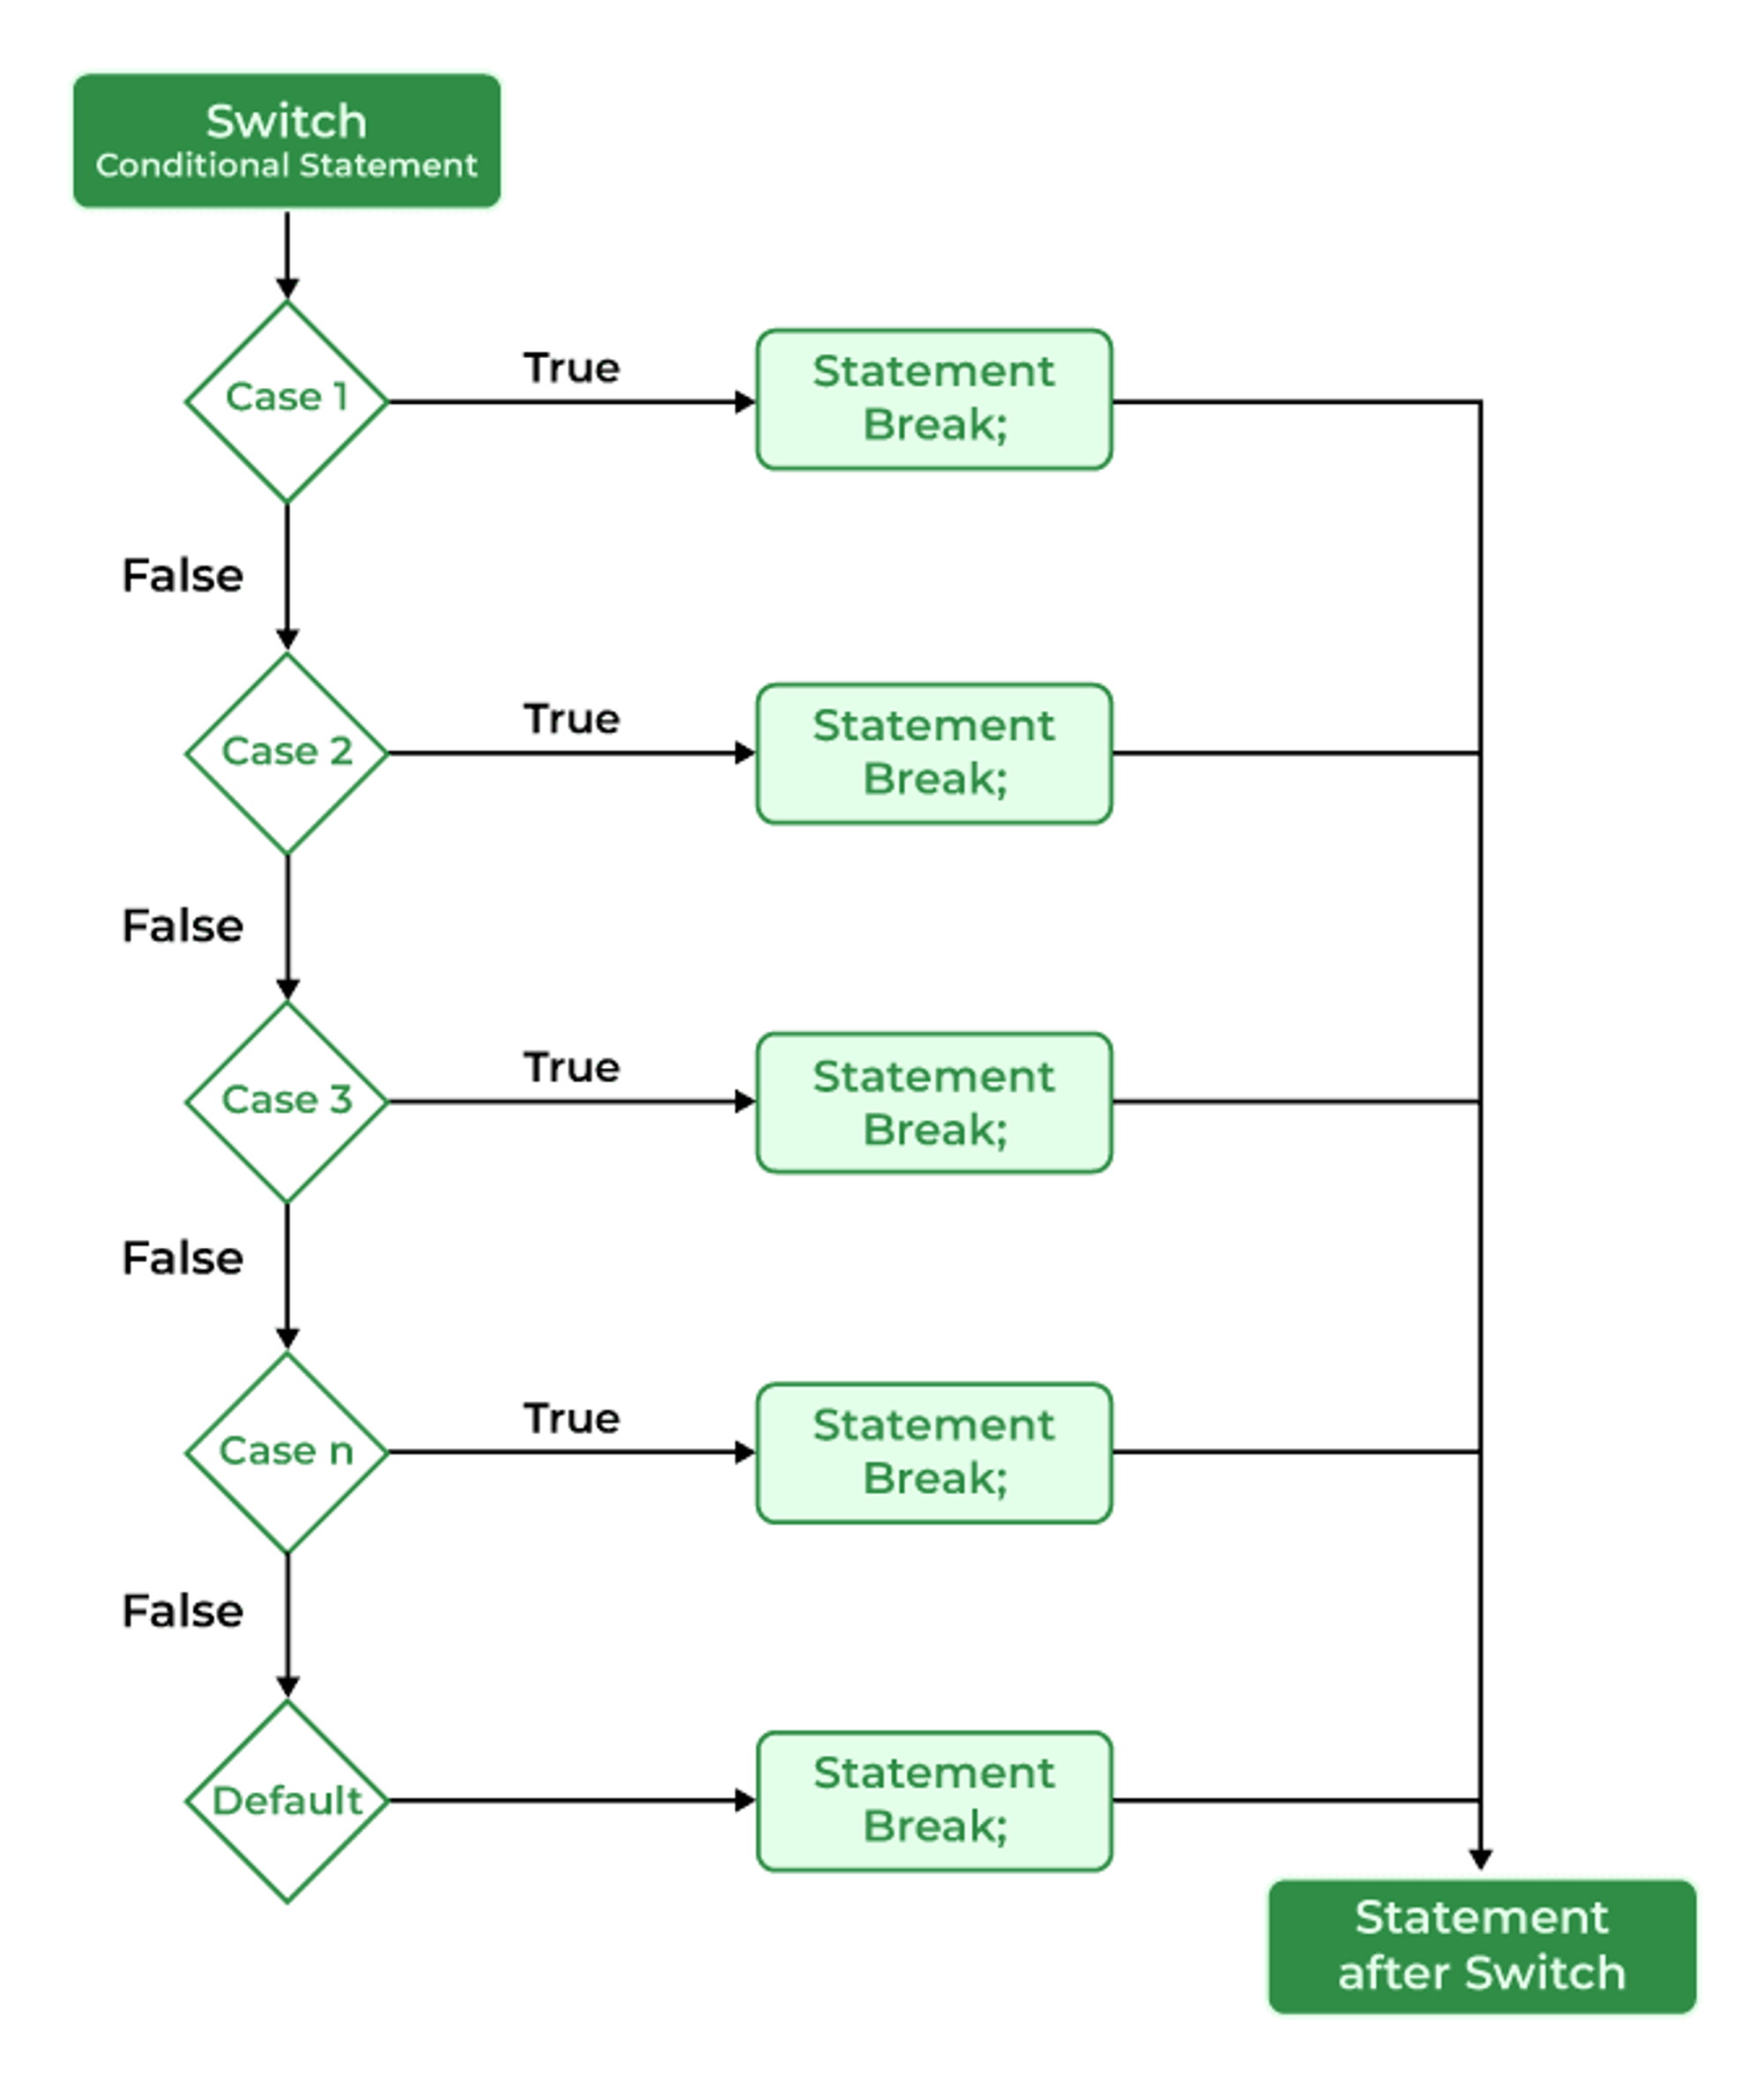 Switch
Conditional Statement
Case 1
True
Statement
Break;
False
Case 2
True
Statement
Break;
False
Case 3
True
Statement
Break;
False
Case n
True
Statement
Break;
False
Default
Statement
Break;
Statement
after Switch